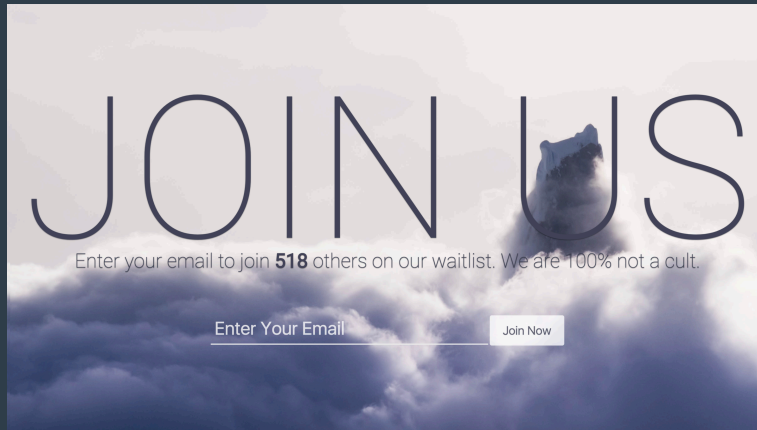 JOIN US
Enter your email to join 518 others on our waitlist. We are 100% not a cult.
Enter Your Email
Join Now